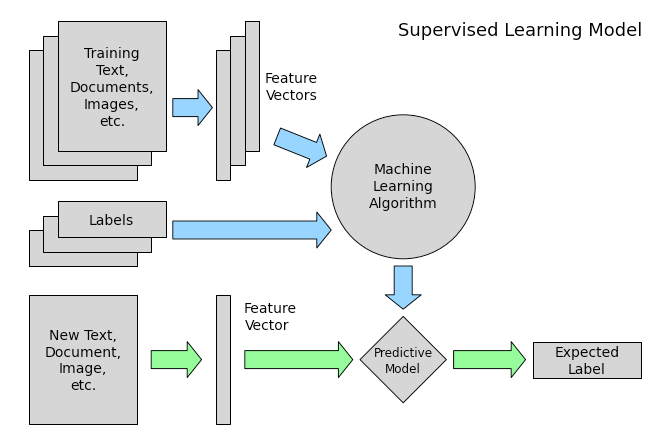 Supervised Learning Model
Training
Text,
Documents,
Images,
etc.
Feature
Vectors
Machine
Learning
Algorithm
Labels
New Text,
Document,
Image,
etc.
Feature
Vector
Predictive
Model
Expected
Label